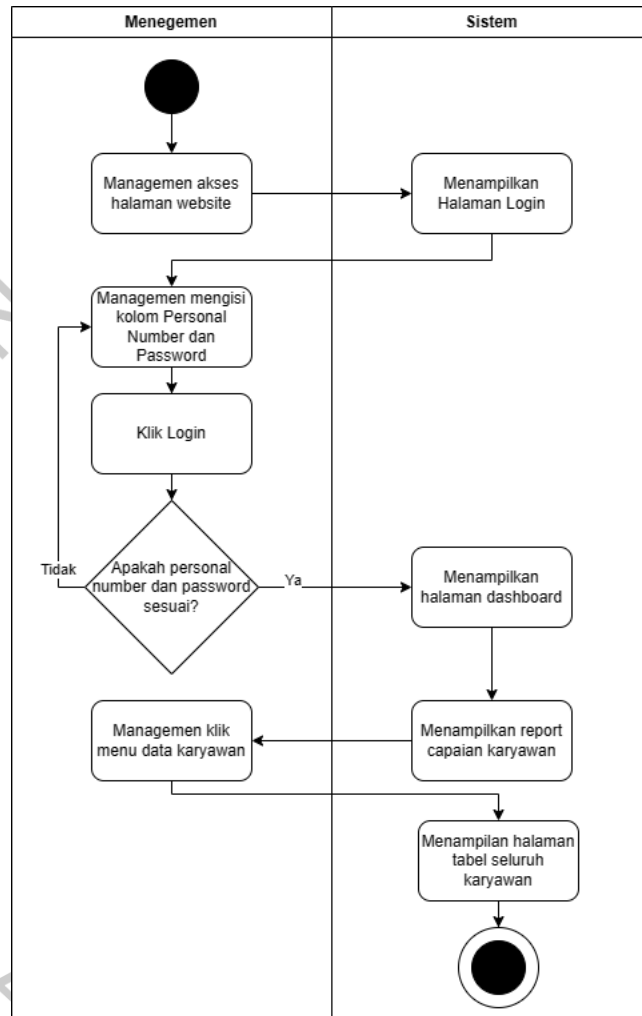 Menegemen
Sistem
Managemen akses
halaman website
Menampilkan
Halaman Login
Managemen mengisi
kolom Personal
Number dan
Password
Klik Login
Tidak
Apakah personal
number dan password
sesuai?
Ya
Menampilkan
halaman dashboard
Managemen klik
menu data karyawan
Menampilkan report
capaian karyawan
Menampilan halaman
tabel seluruh
karyawan